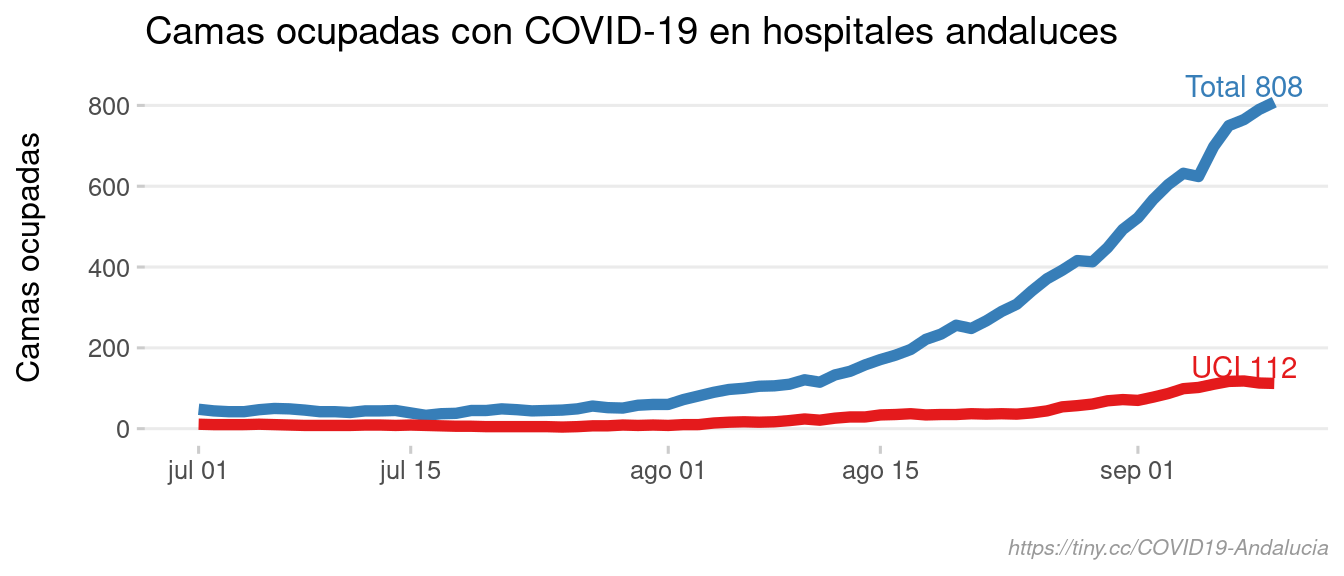 Camas ocupadas con COVID-19 en hospitales andaluces
Camas ocupadas
800
600
400
200
0
Total 808
UCI 112
jul 01
jul 15
ago 01
ago 15
sep 01
https://tiny.cc/COVID19-Andalucia